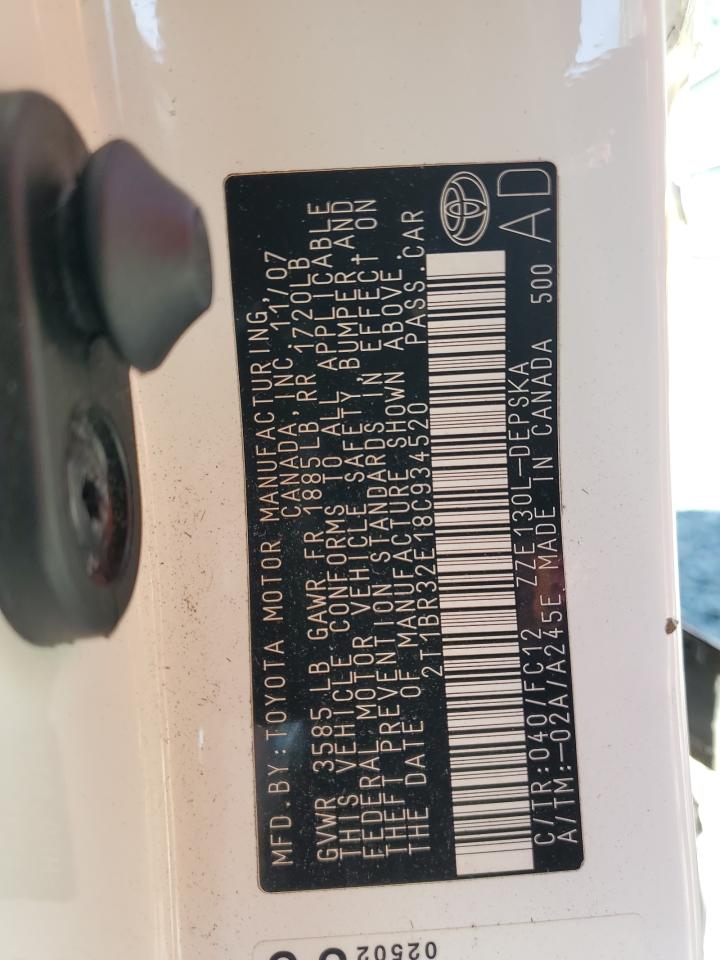 MFD.BY:TOYOTA MOTOR MANUFACTURING,
CANADA,INC 11/07
GVWR 3585 LB GAWR FR 1885LB RR 1720LB
THIS VEHICLE CONFORMS TO ALL APPLICABLE
FEDERAL MOTOR VEHICLE SAFETY, BUMPER, AND
THEFT PREVENTION STANDARDS IN EFFECT ON
THE DATE OF MANUFACTURE SHOWN ABOVE.
2T1BR32E18C934520 PASS.CAR
C/TR:040/FC12 ZZE130L-DEPSKA
A/TM:-02A/A245E MADE IN CANADA 500 AD
02502